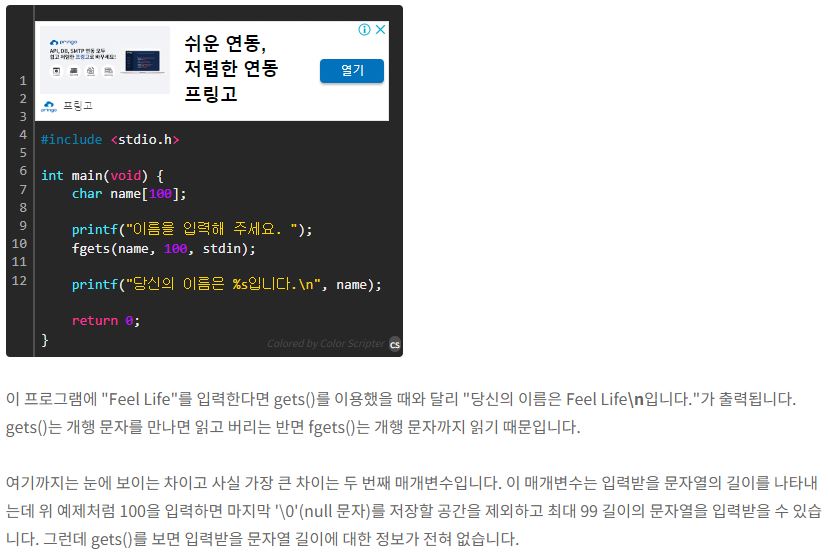 pringo
API, DB, SMTP 연동 모두
쉽고 저렴한 프링고로 바꾸세요!
쉬운 연동,
저렴한 연동
프링고
열기
pringo 프링고
1
2
3
4
5
6
7
8
9
10
11
12
#include <stdio.h>
int main(void) {
char name[100];
printf("이름을 입력해 주세요. ");
fgets(name, 100, stdin);
printf("당신의 이름은 %s입니다.\n", name);
return 0;
}
Colored by Color Scripter cs
이 프로그램에 "Feel Life"를 입력한다면 gets()를 이용했을 때와 달리 "당신의 이름은 Feel Life\n입니다."가 출력됩니다.
gets()는 개행 문자를 만나면 읽고 버리는 반면 fgets()는 개행 문자까지 읽기 때문입니다.
여기까지는 눈에 보이는 차이고 사실 가장 큰 차이는 두 번째 매개변수입니다. 이 매개변수는 입력받을 문자열의 길이를 나타내
는데 위 예제처럼 100을 입력하면 마지막 '\0'(null 문자)를 저장할 공간을 제외하고 최대 99 길이의 문자열을 입력받을 수 있습
니다. 그런데 gets()를 보면 입력받을 문자열 길이에 대한 정보가 전혀 없습니다.